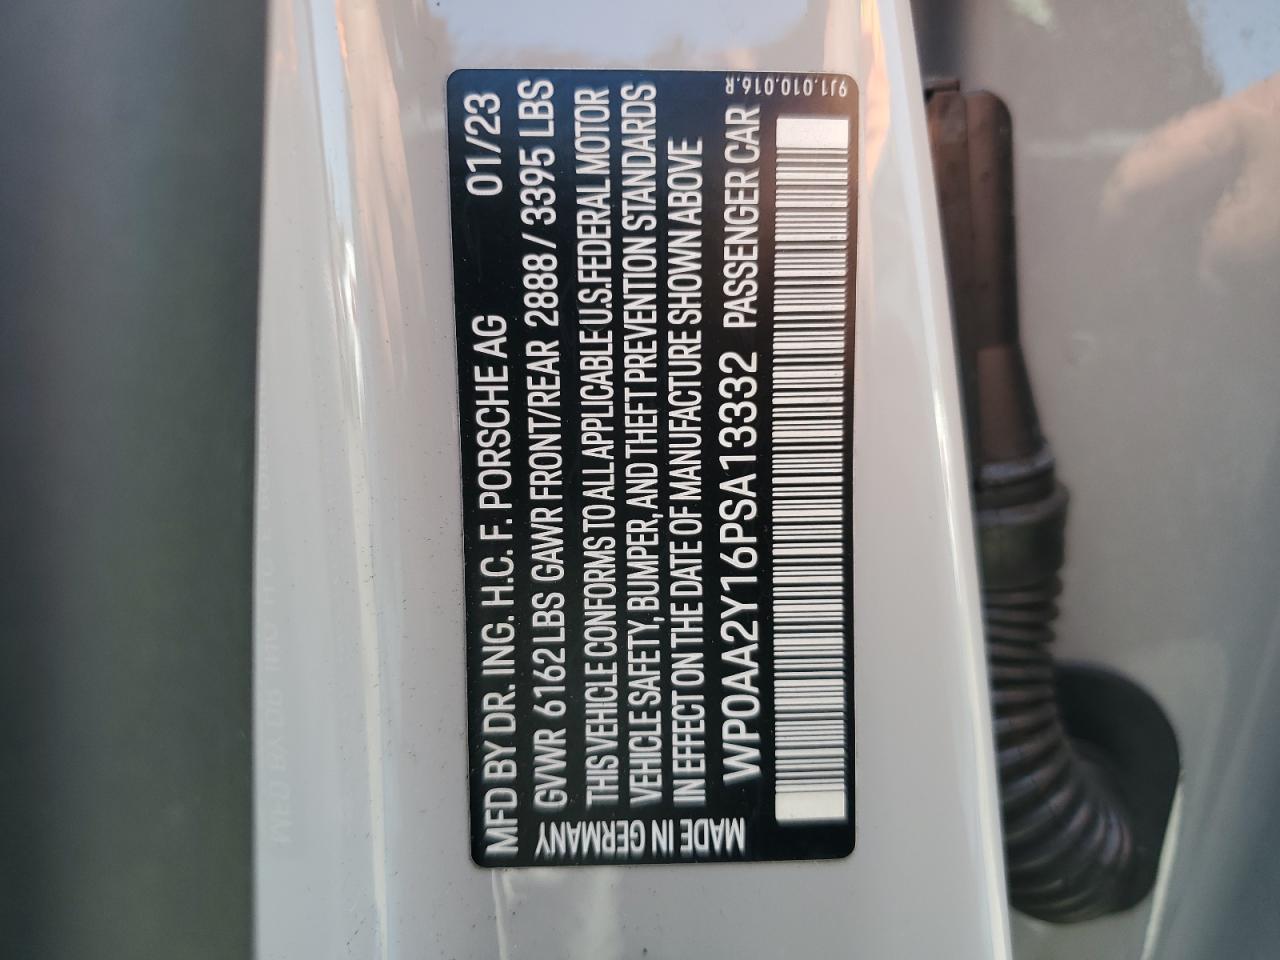 MFD BY DR. ING. H.C. F. PORSCHE AG 01/23
GVWR 6162 LBS GAWR FRONT/REAR 2888 / 3395 LBS
THIS VEHICLE CONFORMS TO ALL APPLICABLE U.S.FEDERAL MOTOR
VEHICLE SAFETY, BUMPER, AND THEFT PREVENTION STANDARDS
IN EFFECT ON THE DATE OF MANUFACTURE SHOWN ABOVE
WP0AA2Y16PSA13332 PASSENGER CAR
MADE IN GERMANY
9J1.010.016.R